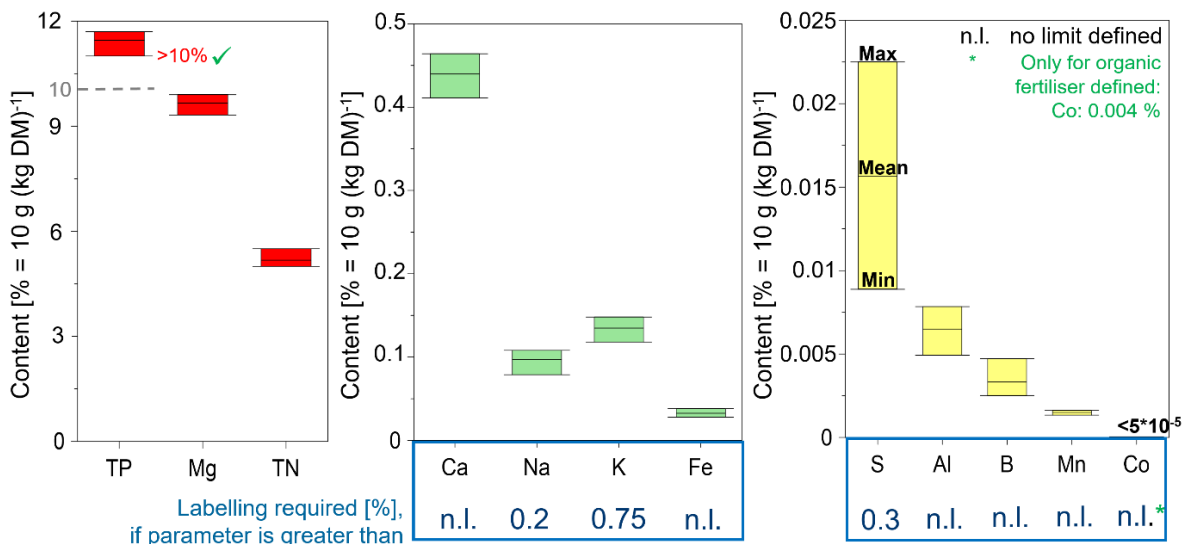 12
10
9
6
3
0
Content [% = 10 g (kg DM)⁻¹]
>10% ✓
TP Mg TN
0.5
0.4
0.3
0.2
0.1
0
Content [% = 10 g (kg DM)⁻¹]
Ca Na K Fe
0.025
0.02
0.015
0.01
0.005
0
Content [% = 10 g (kg DM)⁻¹]
n.l. no limit defined
* Only for organic
fertiliser defined:
Co: 0.004 %
Max
Mean
Min
<5*10⁻⁵
S Al B Mn Co
Labelling required [%],
if parameter is greater than
n.l. 0.2 0.75 n.l.
0.3 n.l. n.l. n.l. n.l.*